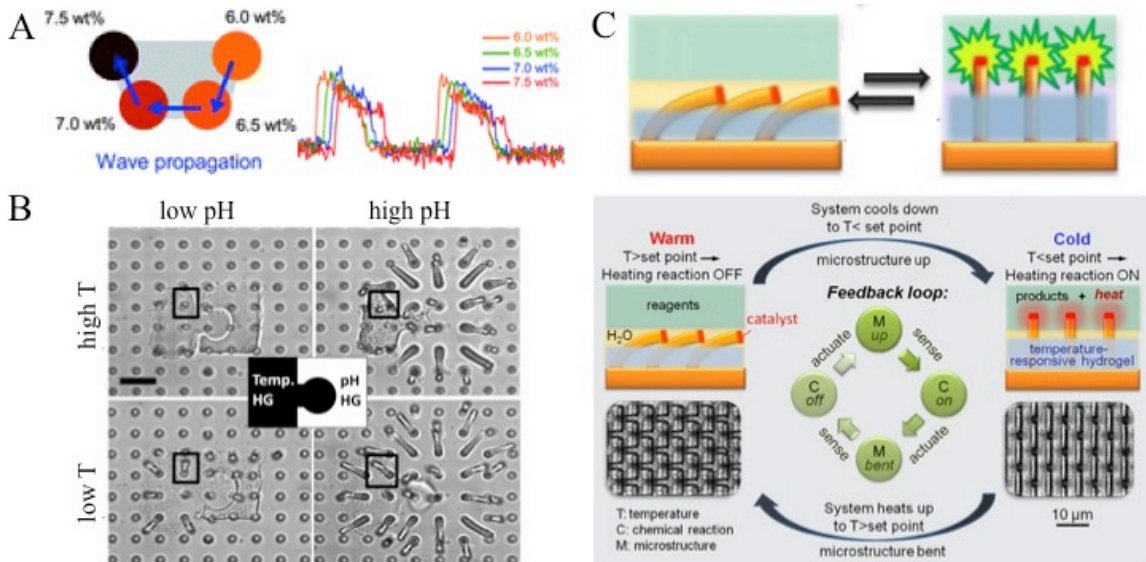 A
7.5 wt%
6.0 wt%
7.0 wt%
6.5 wt%
Wave propagation
6.0 wt%
6.5 wt%
7.0 wt%
7.5 wt%
B
low pH
high pH
high T
low T
Temp.
HG
pH
HG
C
System cools down
to T< set point
microstructure up
Warm
T>set point
Heating reaction OFF
reagents
H2O
catalyst
Feedback loop:
M
up
sense
C
on
actuate
M
bent
sense
C
off
actuate
Cold
T<set point
Heating reaction ON
products + heat
temperature-
responsive hydrogel
T: temperature
C: chemical reaction
M: microstructure
System heats up
to T>set point
microstructure bent
10 μm